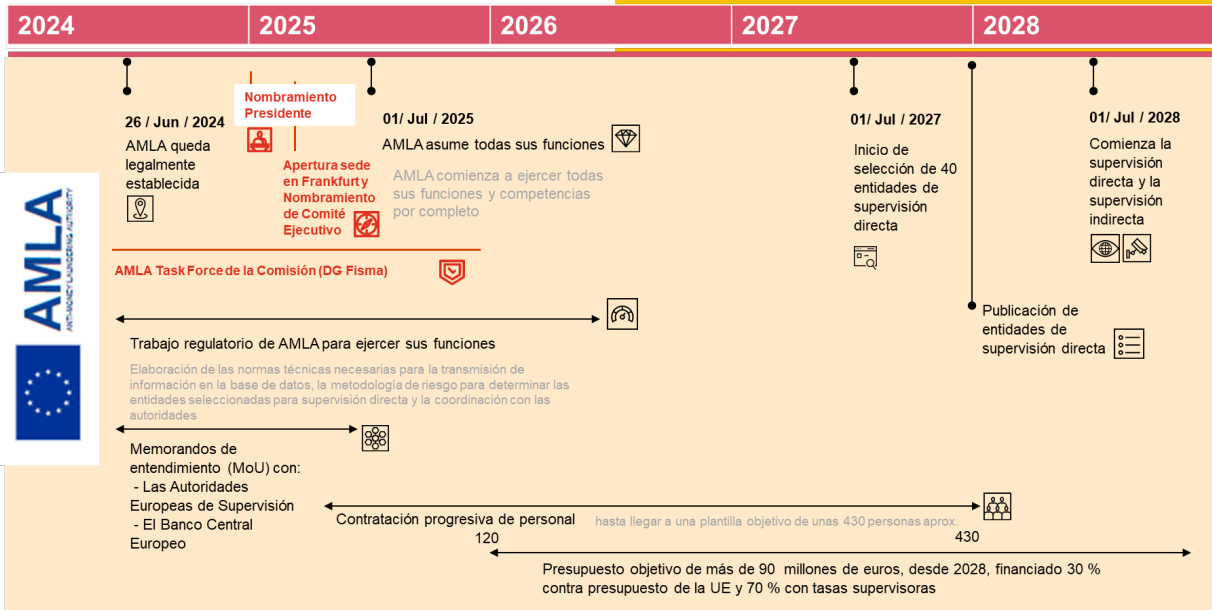 2024
2025
2026
2027
2028
Nombramiento
Presidente
26 / Jun / 2024
AMLA queda
legalmente
establecida
Apertura sede
en Frankfurt y
Nombramiento
de Comité
Ejecutivo
01/ Jul / 2025
AMLA asume todas sus funciones
AMLA comienza a ejercer todas
sus funciones y competencias
por completo
01/ Jul / 2027
Inicio de
selección de 40
entidades de
supervisión
directa
01/ Jul / 2028
Comienza la
supervisión
directa y la
supervisión
indirecta
AMLA
ANTI-MONEY LAUNDERING AUTHORITY
AMLA Task Force de la Comisión (DG Fisma)
Publicación de
entidades de
supervisión directa
Trabajo regulatorio de AMLA para ejercer sus funciones
Elaboración de las normas técnicas necesarias para la transmisión de
información en la base de datos, la metodología de riesgo para determinar las
entidades seleccionadas para supervisión directa y la coordinación con las
autoridades
Memorandos de
entendimiento (MoU) con:
- Las Autoridades
Europeas de Supervisión
- El Banco Central
Europeo
Contratación progresiva de personal
hasta llegar a una plantilla objetivo de unas 430 personas aprox.
120
430
Presupuesto objetivo de más de 90 millones de euros, desde 2028, financiado 30 %
contra presupuesto de la UE y 70 % con tasas supervisoras